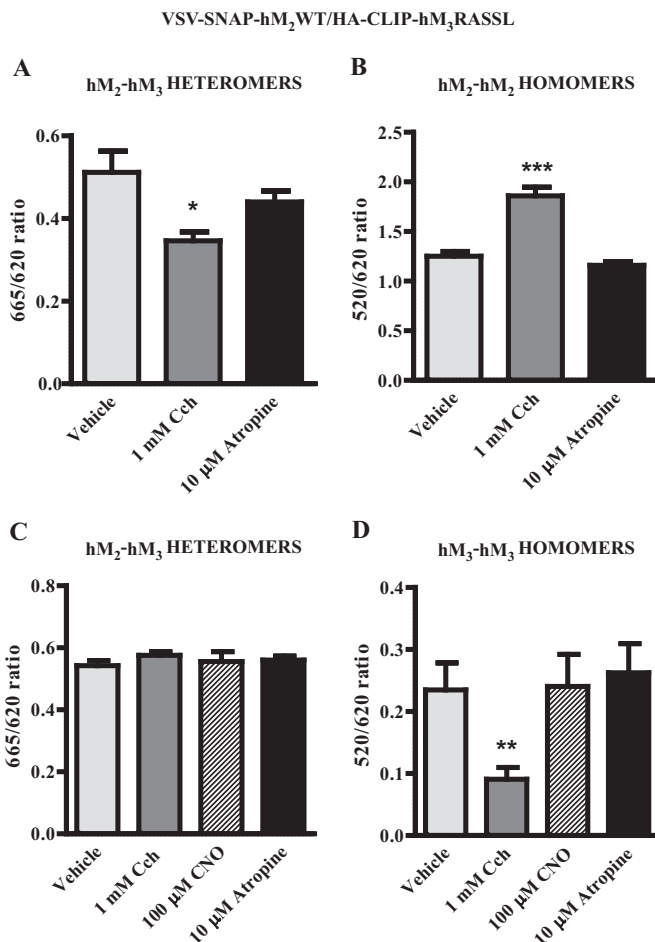 VSV-SNAP-hM₂WT/HA-CLIP-hM₃RASSL
A
hM₂-hM₃ HETEROMERS
665/620 ratio
0.6
0.4
0.2
0.0
*
Vehicle
1 mM Cch
10 µM Atropine
B
hM₂-hM₂ HOMOMERS
520/620 ratio
2.5
2.0
1.5
1.0
0.5
0.0
***
Vehicle
1 mM Cch
10 µM Atropine
C
hM₂-hM₃ HETEROMERS
665/620 ratio
0.8
0.6
0.4
0.2
0.0
Vehicle
1 mM Cch
100 µM CNO
10 µM Atropine
D
hM₃-hM₃ HOMOMERS
520/620 ratio
0.4
0.3
0.2
0.1
0.0
**
Vehicle
1 mM Cch
100 µM CNO
10 µM Atropine